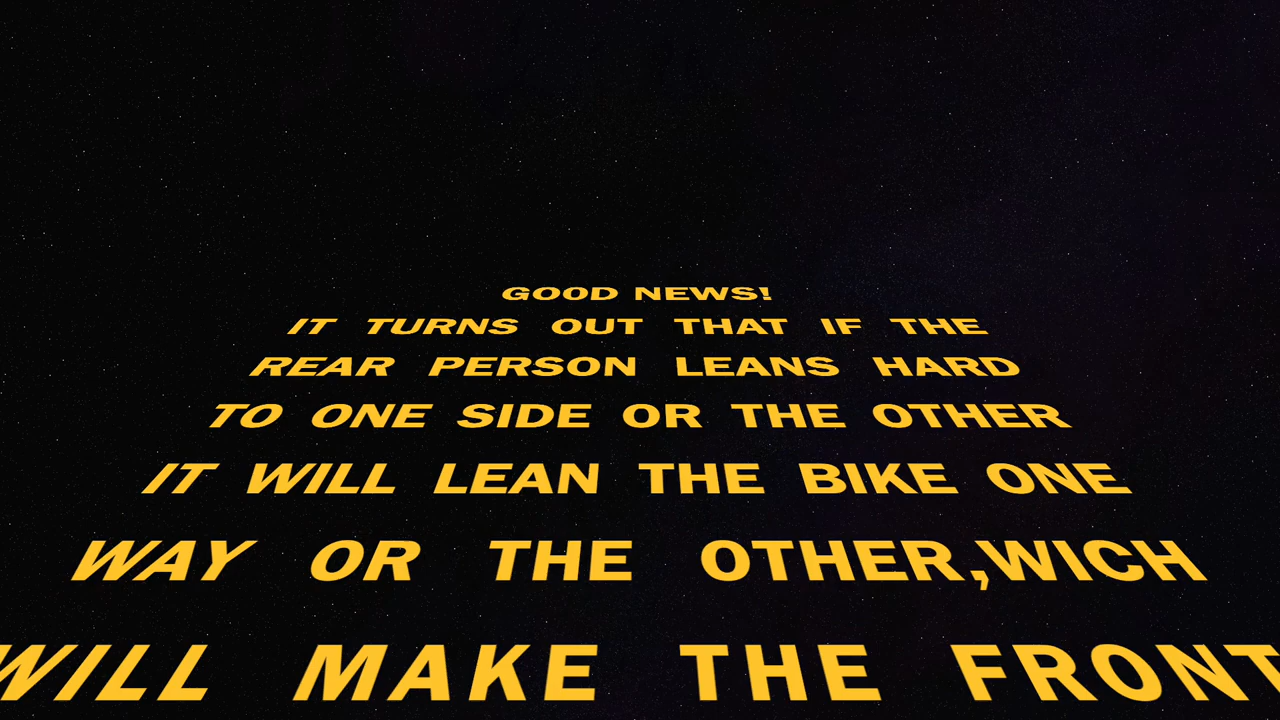 GOOD NEWS!
IT TURNS OUT THAT IF THE
REAR PERSON LEANS HARD
TO ONE SIDE OR THE OTHER
IT WILL LEAN THE BIKE ONE
WAY OR THE OTHER,WICH
WILL MAKE THE FRONT